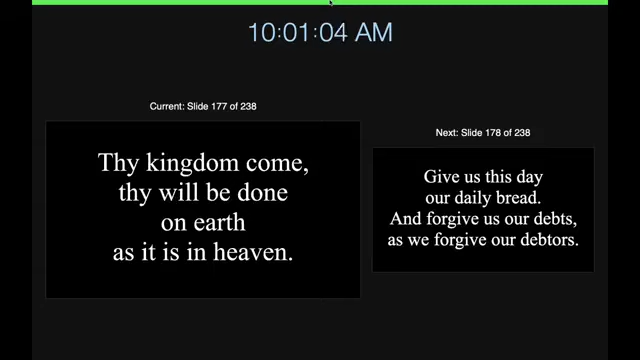 10:01:04 AM
Current: Slide 177 of 238
Thy kingdom come,
thy will be done
on earth
as it is in heaven.
Next: Slide 178 of 238
Give us this day
our daily bread.
And forgive us our debts,
as we forgive our debtors.